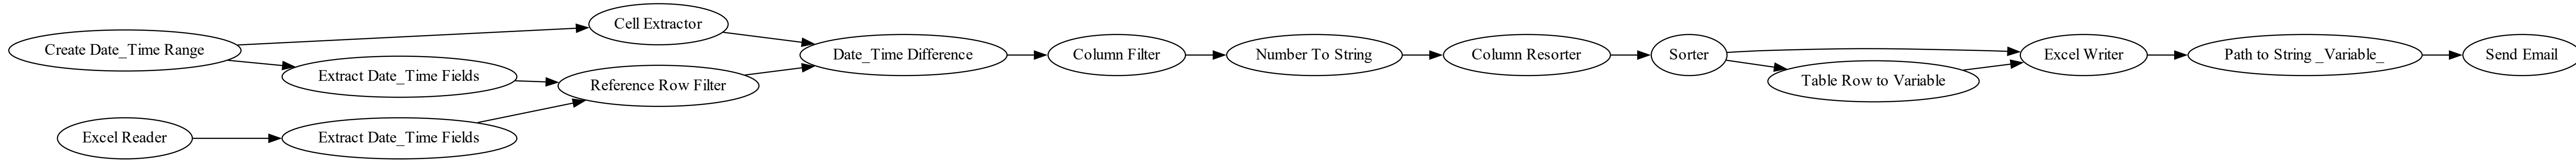 Create Date_Time Range
Cell Extractor
Extract Date_Time Fields
Reference Row Filter
Excel Reader
Extract Date_Time Fields
Date_Time Difference
Column Filter
Number To String
Column Resorter
Sorter
Table Row to Variable
Excel Writer
Path to String _Variable_
Send Email